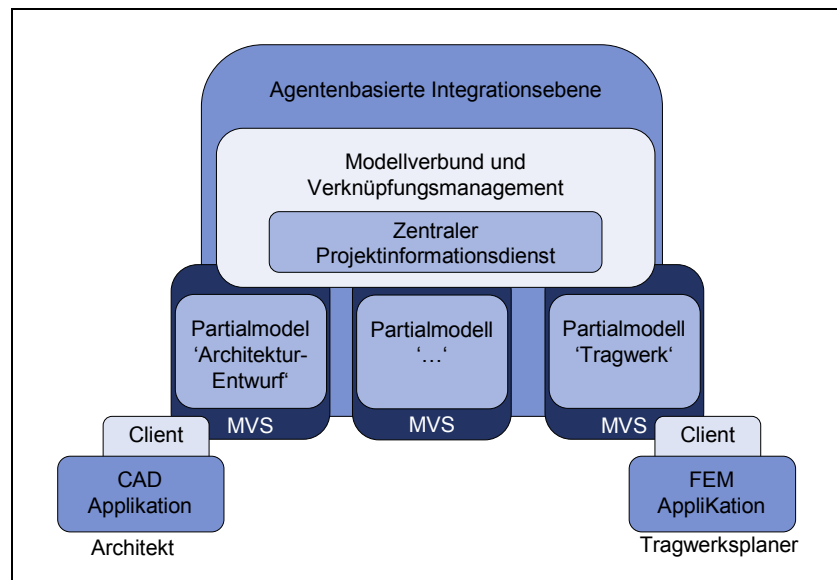 Agentenbasierte Integrationsebene
Modellverbund und
Verknüpfungsmanagement
Zentraler
Projektinformationsdienst
Partialmodel
‘Architektur-
Entwurf‘
MVS
Partialmodell
‘…‘
MVS
Partialmodell
‘Tragwerk‘
MVS
Client
CAD
Applikation
Architekt
Client
FEM
AppliKation
Tragwerksplaner